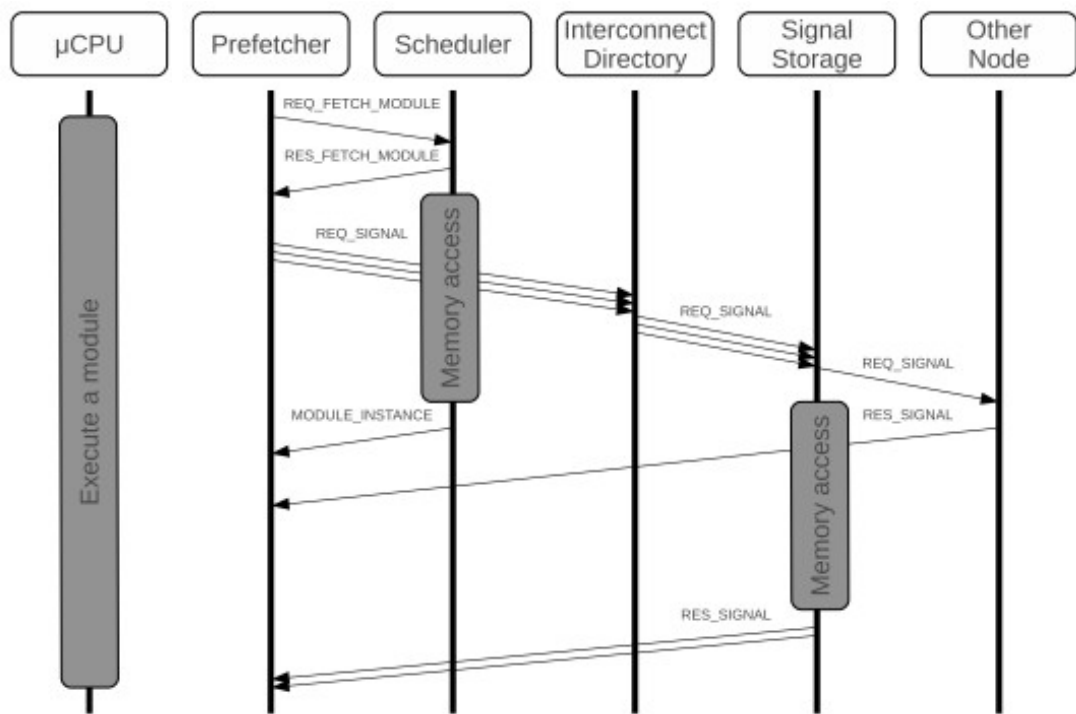 μCPU
Prefetcher
Scheduler
Interconnect
Directory
Signal
Storage
Other
Node
REQ_FETCH_MODULE
RES_FETCH_MODULE
REQ_SIGNAL
Memory access
REQ_SIGNAL
REQ_SIGNAL
MODULE_INSTANCE
RES_SIGNAL
Execute a module
Memory access
RES_SIGNAL